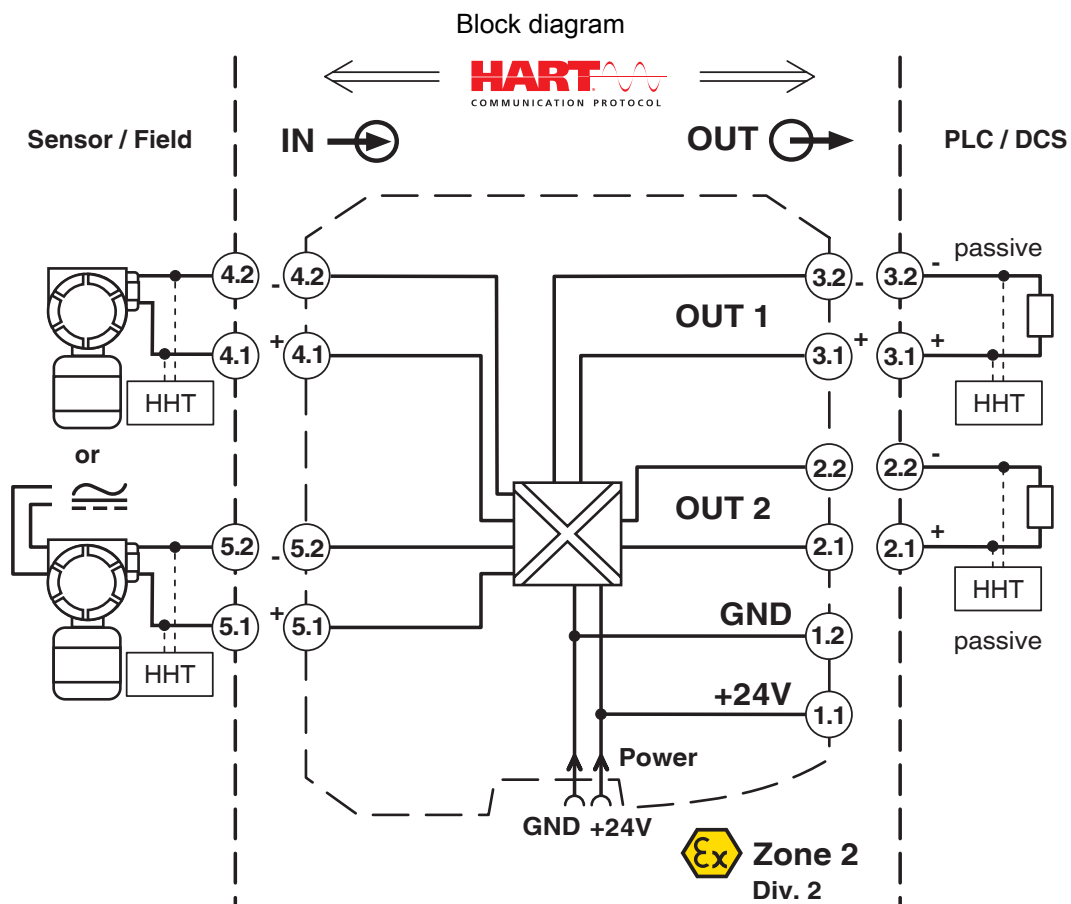 Block diagram
HART
COMMUNICATION PROTOCOL
Sensor / Field
IN
OUT
PLC / DCS
4.2
-
4.2
3.2
-
3.2
-
passive
OUT 1
4.1
+
4.1
3.1
+
3.1
+
HHT
HHT
or
2.2
2.2
-
OUT 2
5.2
-
5.2
2.1
2.1
+
HHT
5.1
+
5.1
GND
1.2
passive
HHT
+24V
1.1
Power
GND +24V
Ex
Zone 2
Div. 2